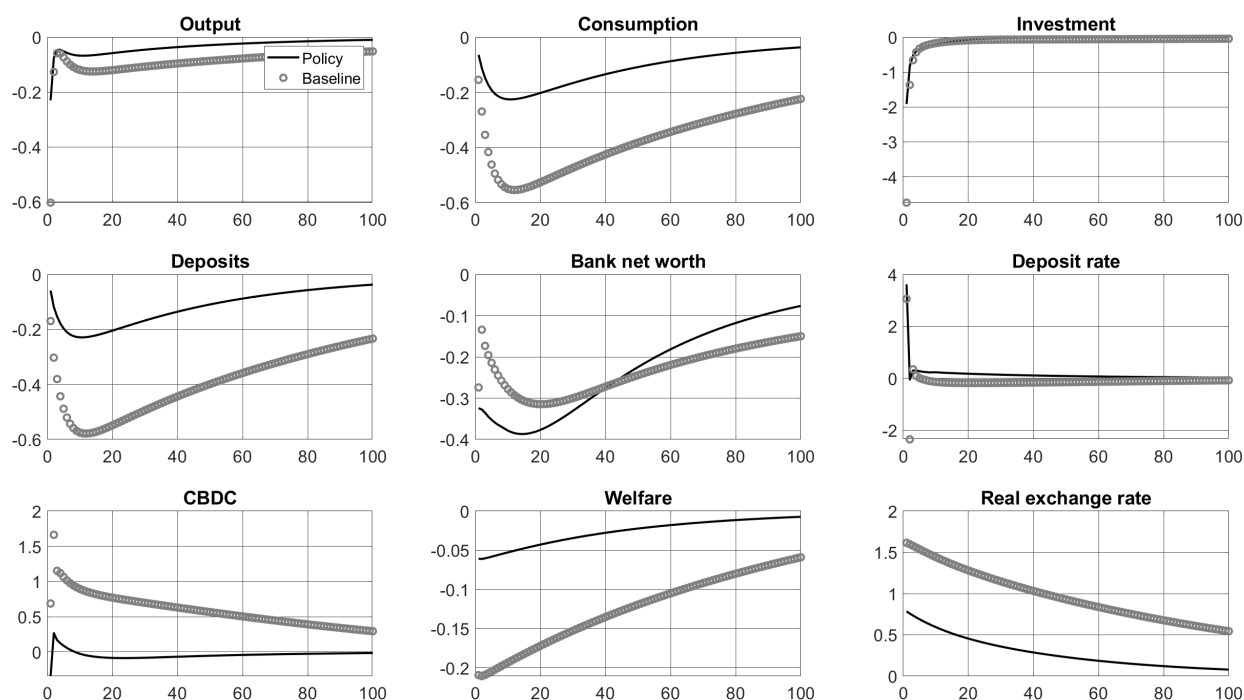 Output
0
-0.2
-0.4
-0.6
0 20 40 60 80 100
Policy
Baseline
Consumption
0
-0.2
-0.4
-0.6
0 20 40 60 80 100
Investment
0
-1
-2
-3
-4
0 20 40 60 80 100
Deposits
0
-0.2
-0.4
-0.6
0 20 40 60 80 100
Bank net worth
0
-0.1
-0.2
-0.3
-0.4
0 20 40 60 80 100
Deposit rate
4
2
0
-2
0 20 40 60 80 100
CBDC
2
1.5
1
0.5
0
0 20 40 60 80 100
Welfare
0
-0.05
-0.1
-0.15
-0.2
0 20 40 60 80 100
Real exchange rate
2
1.5
1
0.5
0
0 20 40 60 80 100